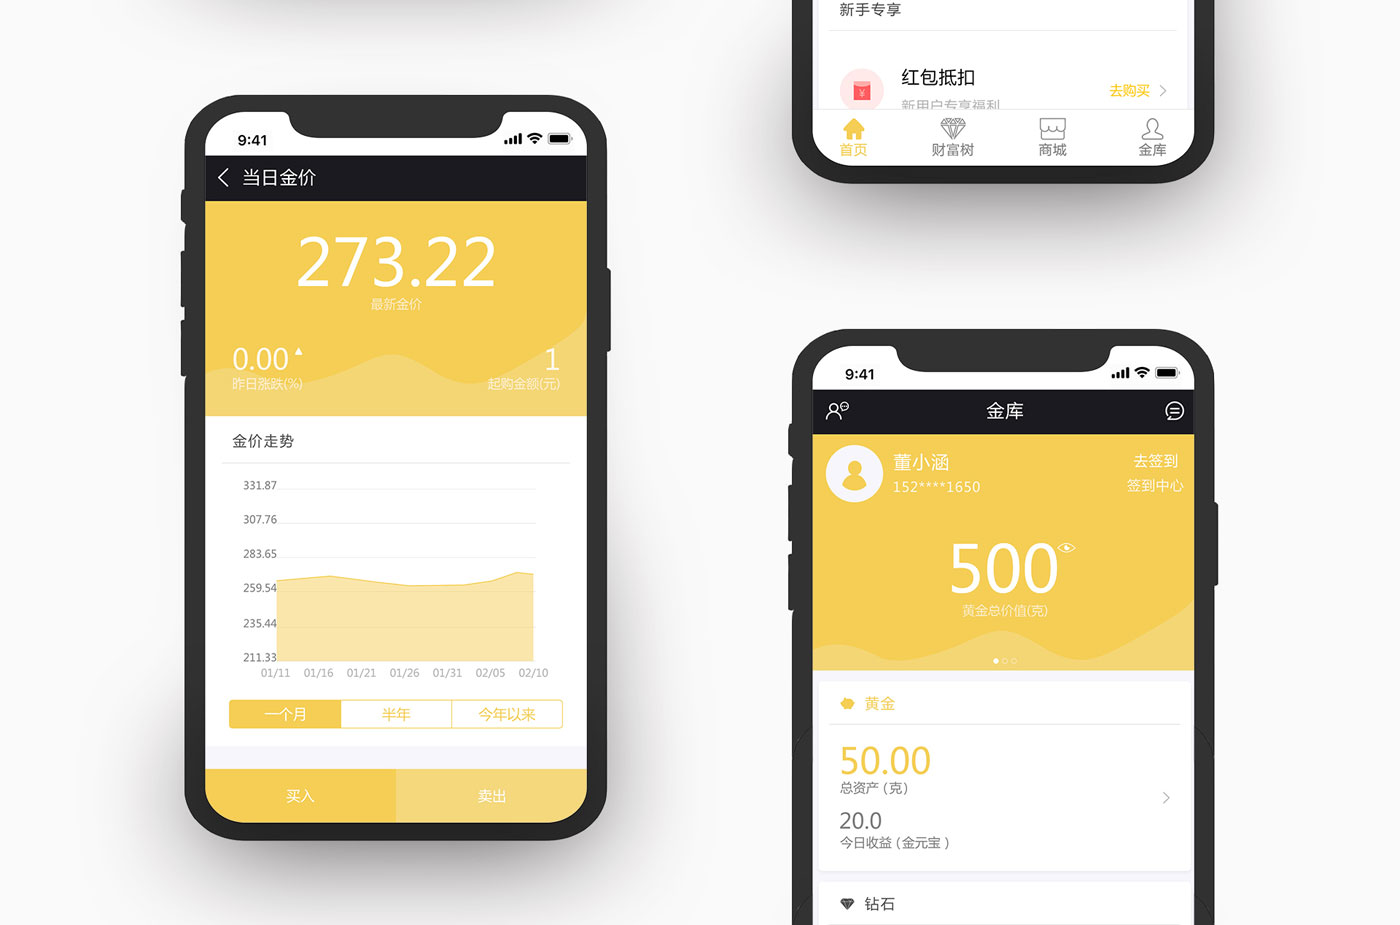 9:41
当日金价
273.22
最新金价
0.00
昨日涨跌(%)
1
起购金额(元)
金价走势
331.87
307.76
283.65
259.54
235.44
211.33
01/11 01/16 01/21 01/26 01/31 02/05 02/10
一个月 半年 今年以来
买入 卖出
新手专享
红包抵扣
¥
去购买
新用户专享福利
首页 财富树 商城 金库
9:41
金库
董小涵
152****1650
去签到
签到中心
500
黄金总价值(克)
黄金
50.00
总资产 (克)
20.0
今日收益 (金元宝 )
钻石